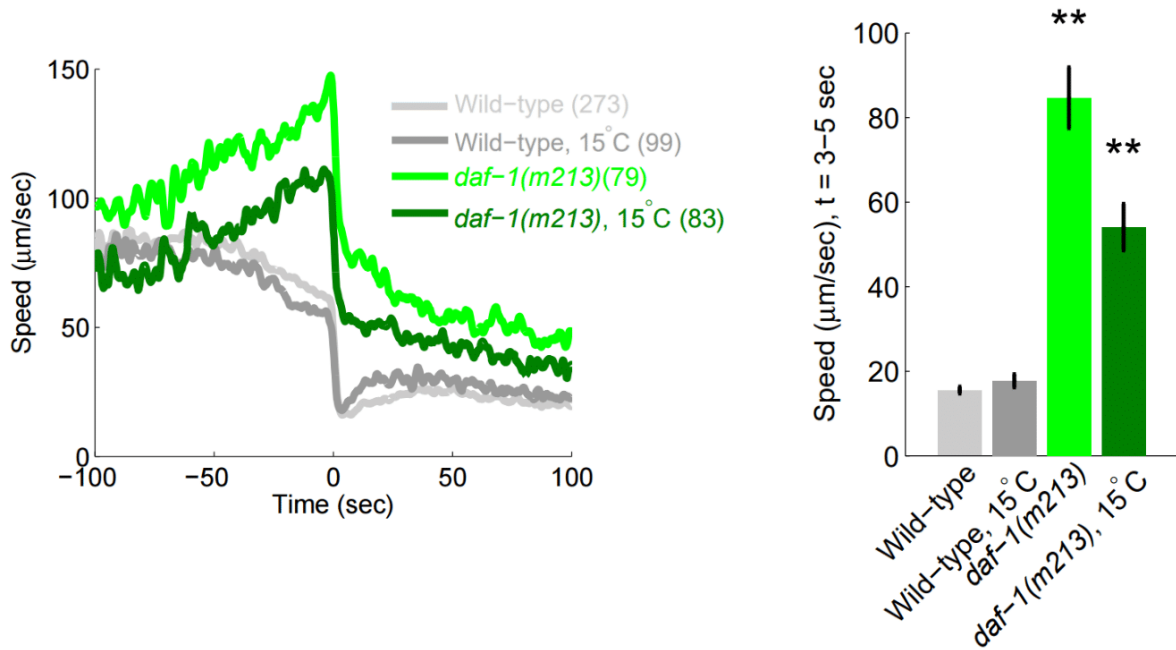 Speed (μm/sec)
150
100
50
0
−100
−50
0
50
100
Time (sec)
Wild−type (273)
Wild−type, 15°C (99)
daf−1(m213)(79)
daf−1(m213), 15°C (83)
Speed (μm/sec), t = 3−5 sec
100
80
60
40
20
0
**
**
Wild−type
Wild−type, 15°C
daf−1(m213)
daf−1(m213), 15°C